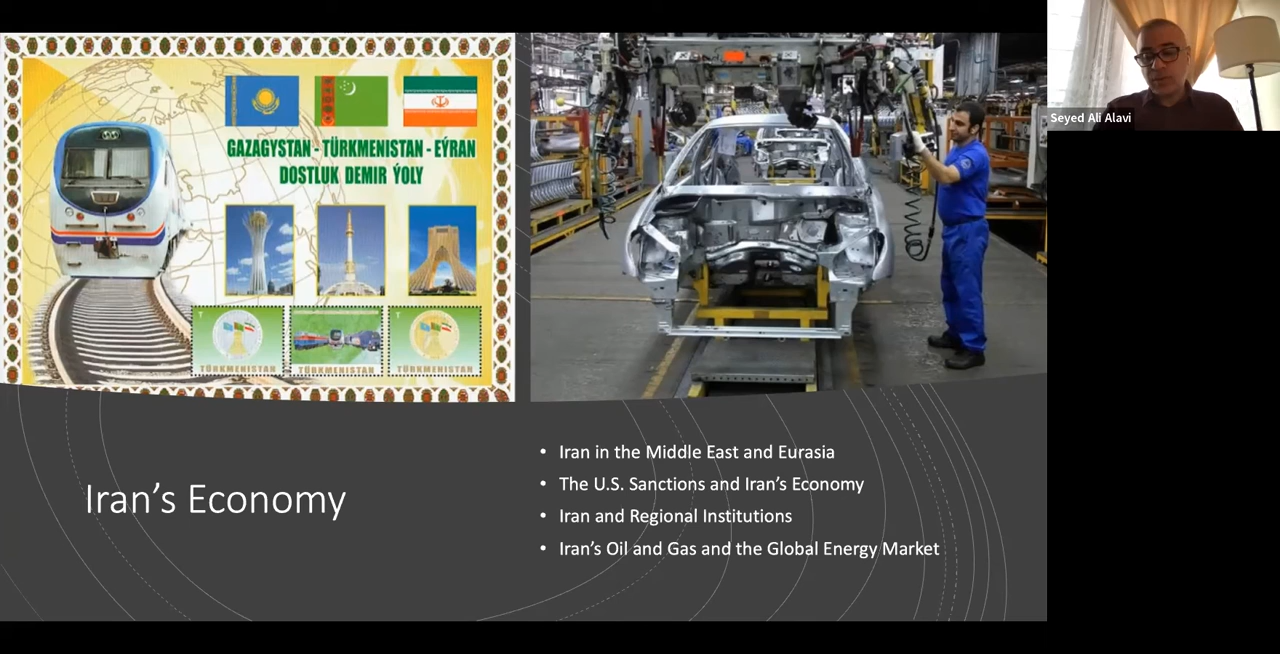 GAZAGYSTAN - TÜRKMENISTAN - EÝRAN
DOSTLUK DEMIR ÝOLY
TÜRKMENISTAN
TÜRKMENISTAN
TÜRKMENISTAN
Iran's Economy
• Iran in the Middle East and Eurasia
• The U.S. Sanctions and Iran's Economy
• Iran and Regional Institutions
• Iran's Oil and Gas and the Global Energy Market
Seyed Ali Alavi